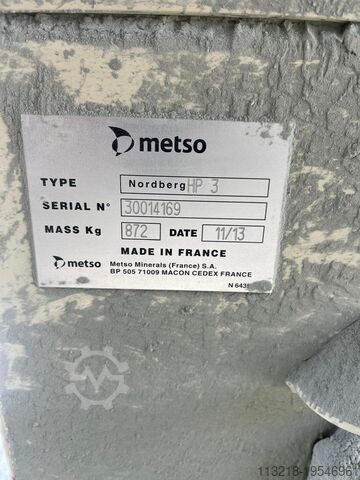 metso
TYPE Nordberg HP 3
SERIAL N° 30014169
MASS Kg 872 DATE 11/13
MADE IN FRANCE
metso Metso Minerals (France) S.A.
BP 505 71009 MACON CEDEX FRANCE
113218-19546961